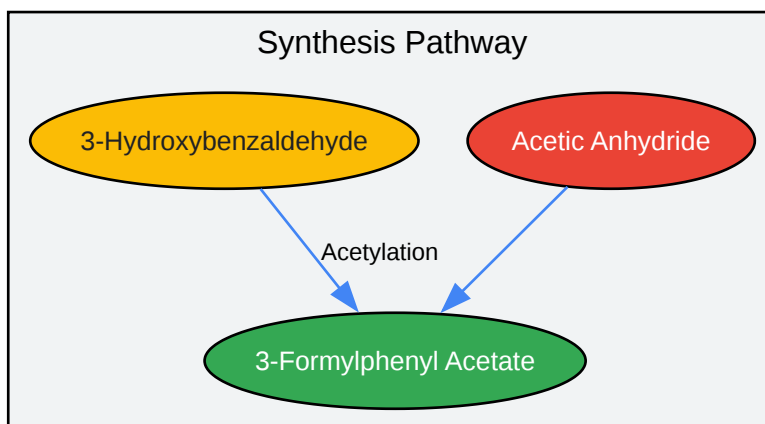 Synthesis Pathway
3-Hydroxybenzaldehyde
Acetic Anhydride
Acetylation
3-Formylphenyl Acetate